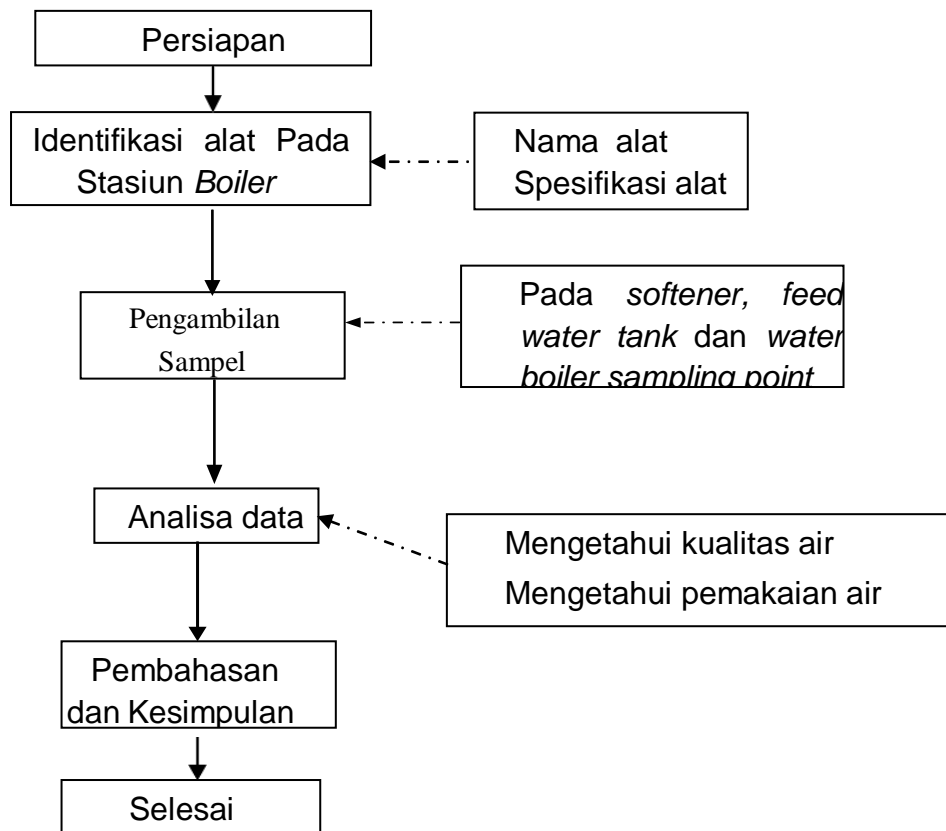 Persiapan
Identifikasi alat Pada
Stasiun Boiler
Nama alat
Spesifikasi alat
Pengambilan
Sampel
Pada softener, feed
water tank dan water
boiler sampling point
Analisa data
Mengetahui kualitas air
Mengetahui pemakaian air
Pembahasan
dan Kesimpulan
Selesai